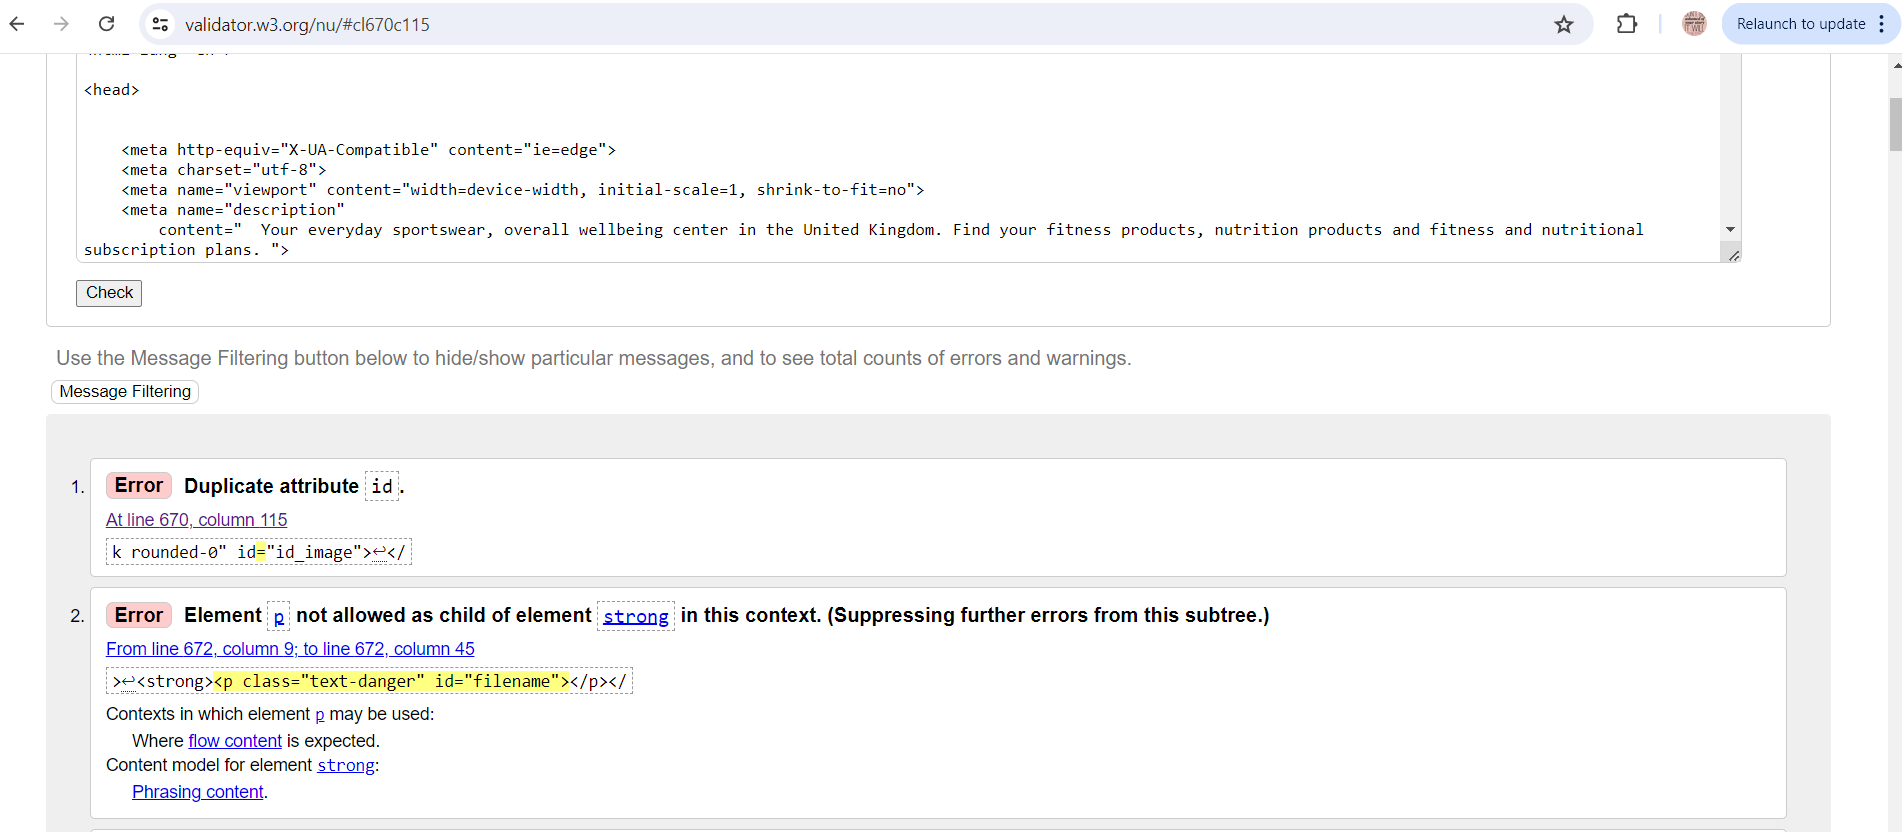 validator.w3.org/nu/#cl670c115
Relaunch to update
<head>
<meta http-equiv="X-UA-Compatible" content="ie=edge">
<meta charset="utf-8">
<meta name="viewport" content="width=device-width, initial-scale=1, shrink-to-fit=no">
<meta name="description"
content="  Your everyday sportswear, overall wellbeing center in the United Kingdom. Find your fitness products, nutrition products and fitness and nutritional
subscription plans. ">
Check
Use the Message Filtering button below to hide/show particular messages, and to see total counts of errors and warnings.
Message Filtering
1. Error Duplicate attribute id.
At line 670, column 115
k rounded-0" id="id_image">↩</
2. Error Element p not allowed as child of element strong in this context. (Suppressing further errors from this subtree.)
From line 672, column 9; to line 672, column 45
>↩<strong><p class="text-danger" id="filename"></p></
Contexts in which element p may be used:
Where flow content is expected.
Content model for element strong:
Phrasing content.